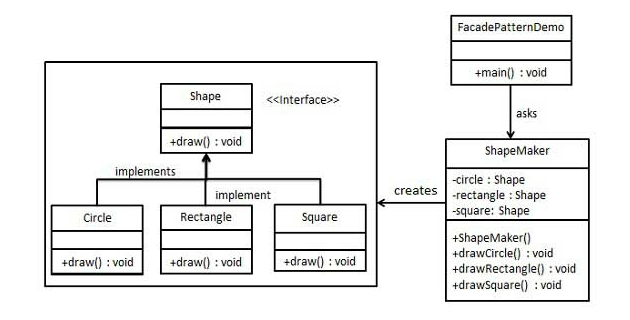 FacadePatternDemo
+main() : void
asks
Shape
<<Interface>>
+draw() : void
implements
implement
Circle
+draw() : void
Rectangle
+draw() : void
Square
+draw() : void
creates
ShapeMaker
-circle : Shape
-rectangle : Shape
-square: Shape
+ShapeMaker()
+drawCircle() : void
+drawRectangle() : void
+drawSquare() : void